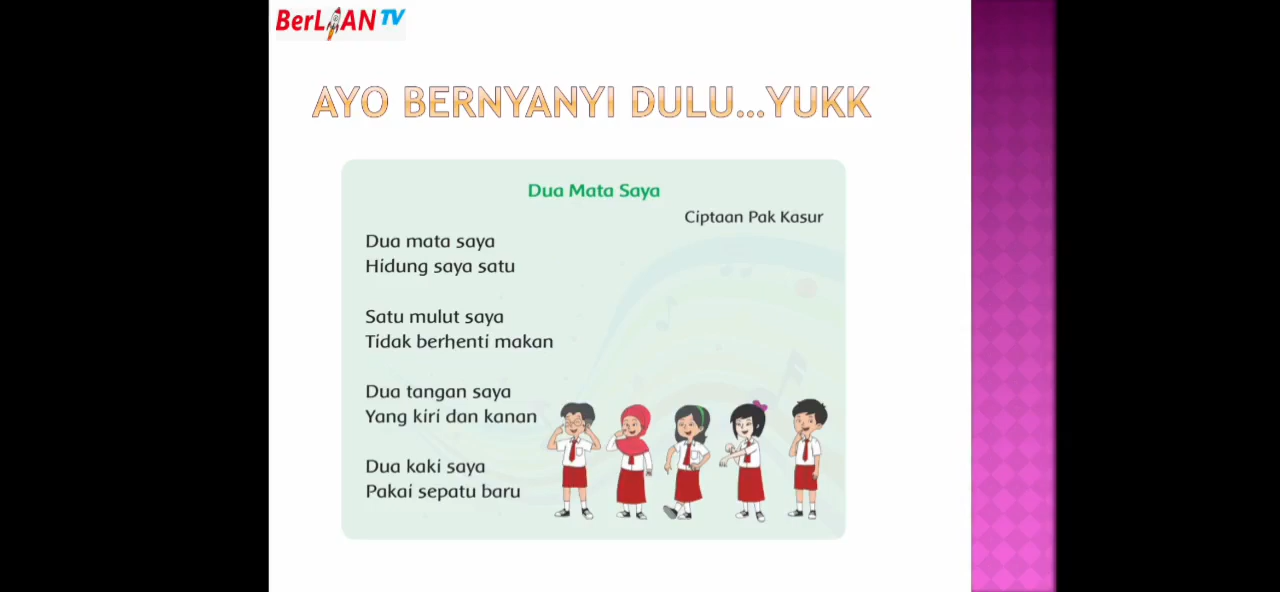 BerLiAN TV
AYO BERNYANYI DULU...YUKK
Dua Mata Saya
Ciptaan Pak Kasur
Dua mata saya
Hidung saya satu
Satu mulut saya
Tidak berhenti makan
Dua tangan saya
Yang kiri dan kanan
Dua kaki saya
Pakai sepatu baru